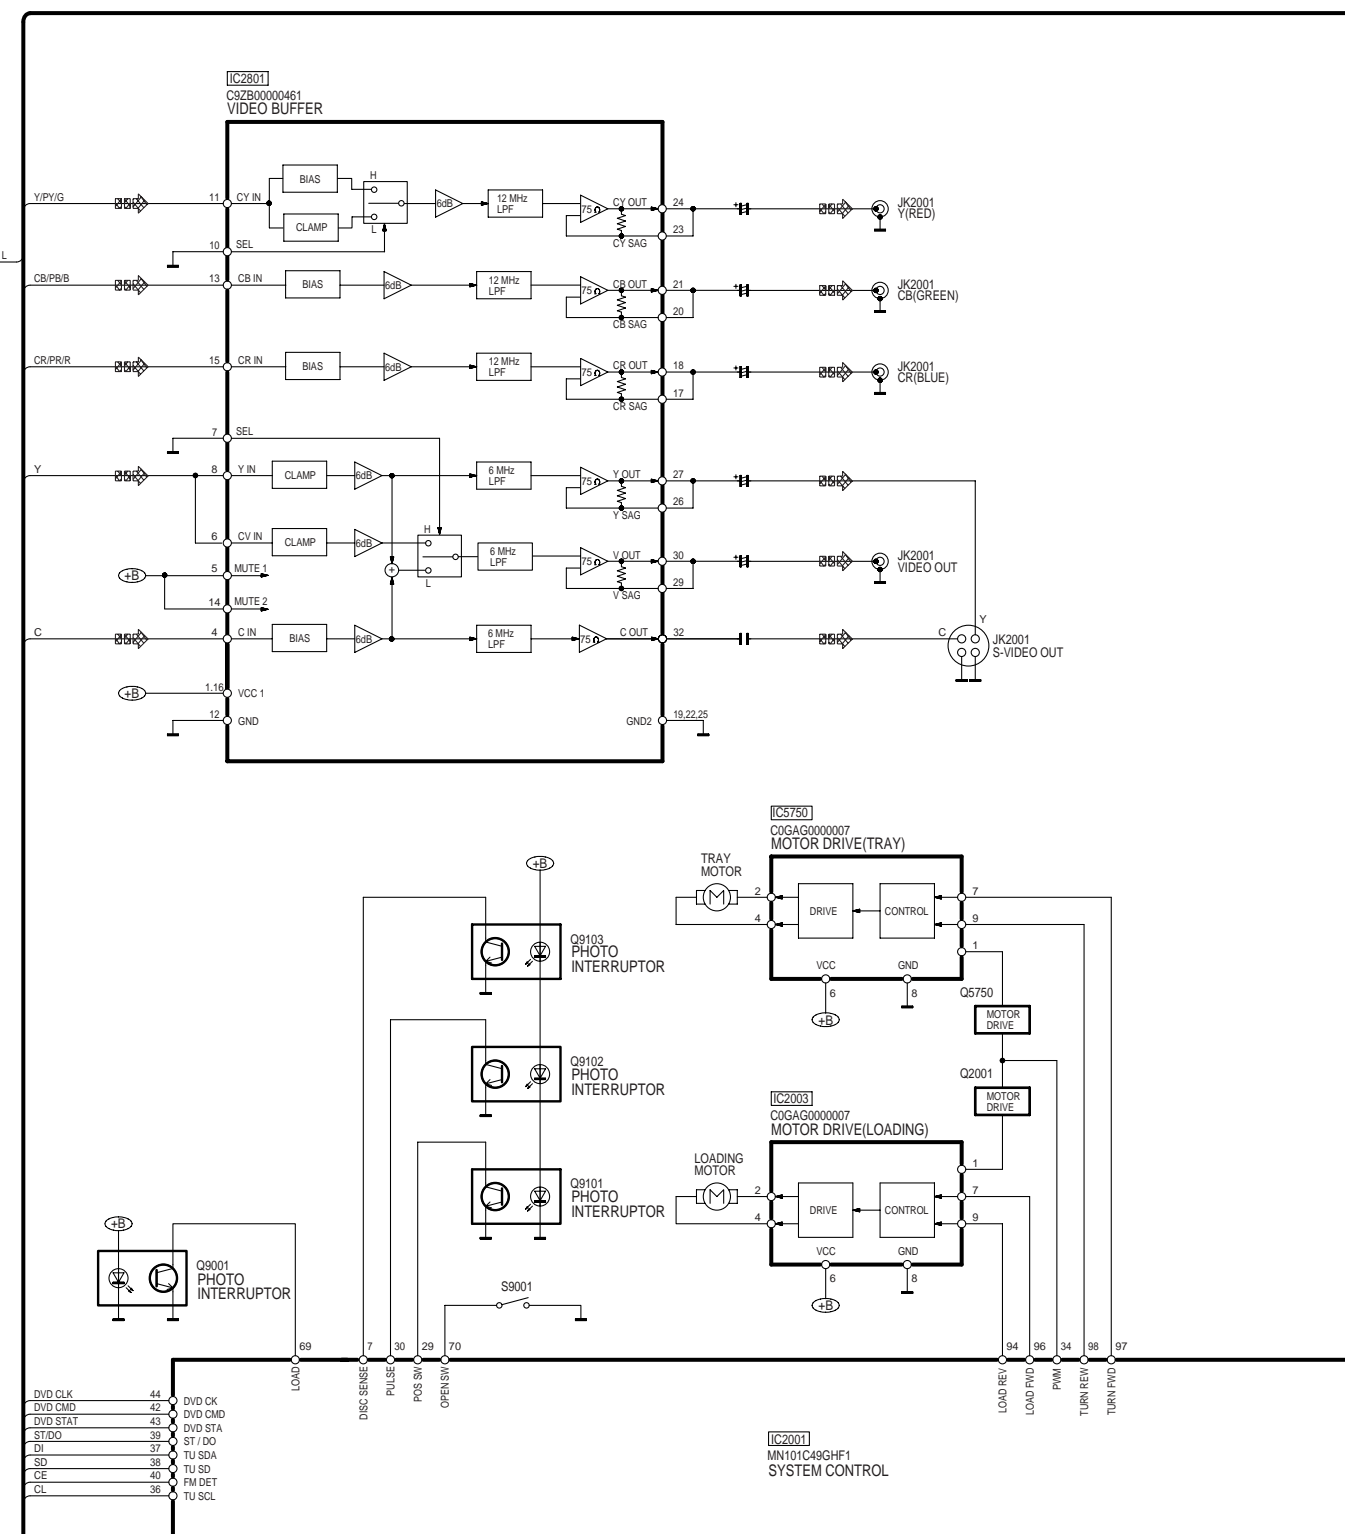 IC2801
C9ZB00000461
VIDEO BUFFER
Y/PY/G
11
CY IN
BIAS
CLAMP
H
L
6dB
12 MHz
LPF
75Ω
CY OUT
24
23
CY SAG
JK2001
Y(RED)
10
SEL
L
CB/PB/B
13
CB IN
BIAS
6dB
12 MHz
LPF
75Ω
CB OUT
21
20
CB SAG
JK2001
CB(GREEN)
CR/PR/R
15
CR IN
BIAS
6dB
12 MHz
LPF
75Ω
CR OUT
18
17
CR SAG
JK2001
CR(BLUE)
7
SEL
Y
8
Y IN
CLAMP
6dB
6 MHz
LPF
75Ω
Y OUT
27
26
Y SAG
6
CV IN
CLAMP
6dB
H
L
+
6 MHz
LPF
75Ω
V OUT
30
29
V SAG
JK2001
VIDEO OUT
+B
5
MUTE 1
14
MUTE 2
C
4
C IN
BIAS
6dB
6 MHz
LPF
75Ω
C OUT
32
C
Y
JK2001
S-VIDEO OUT
+B
1.16
VCC 1
12
GND
GND2
19,22,25
IC5750
C0GAG0000007
MOTOR DRIVE(TRAY)
TRAY
MOTOR
M
2
4
DRIVE
CONTROL
7
9
1
VCC
GND
6
8
+B
Q5750
MOTOR
DRIVE
Q2001
MOTOR
DRIVE
+B
Q9103
PHOTO
INTERRUPTOR
Q9102
PHOTO
INTERRUPTOR
Q9101
PHOTO
INTERRUPTOR
IC2003
C0GAG0000007
MOTOR DRIVE(LOADING)
LOADING
MOTOR
M
2
4
DRIVE
CONTROL
1
7
9
VCC
GND
6
8
+B
+B
Q9001
PHOTO
INTERRUPTOR
S9001
69
7
30
29
70
94
96
34
98
97
LOAD
DISC SENSE
PULSE
POS SW
OPEN SW
LOAD REV
LOAD FWD
PWM
TURN REW
TURN FWD
DVD CLK 44 DVD CK
DVD CMD 42 DVD CMD
DVD STAT 43 DVD STA
ST/DO 39 ST / DO
DI 37 TU SDA
SD 38 TU SD
CE 40 FM DET
CL 36 TU SCL
IC2001
MN101C49GHF1
SYSTEM CONTROL